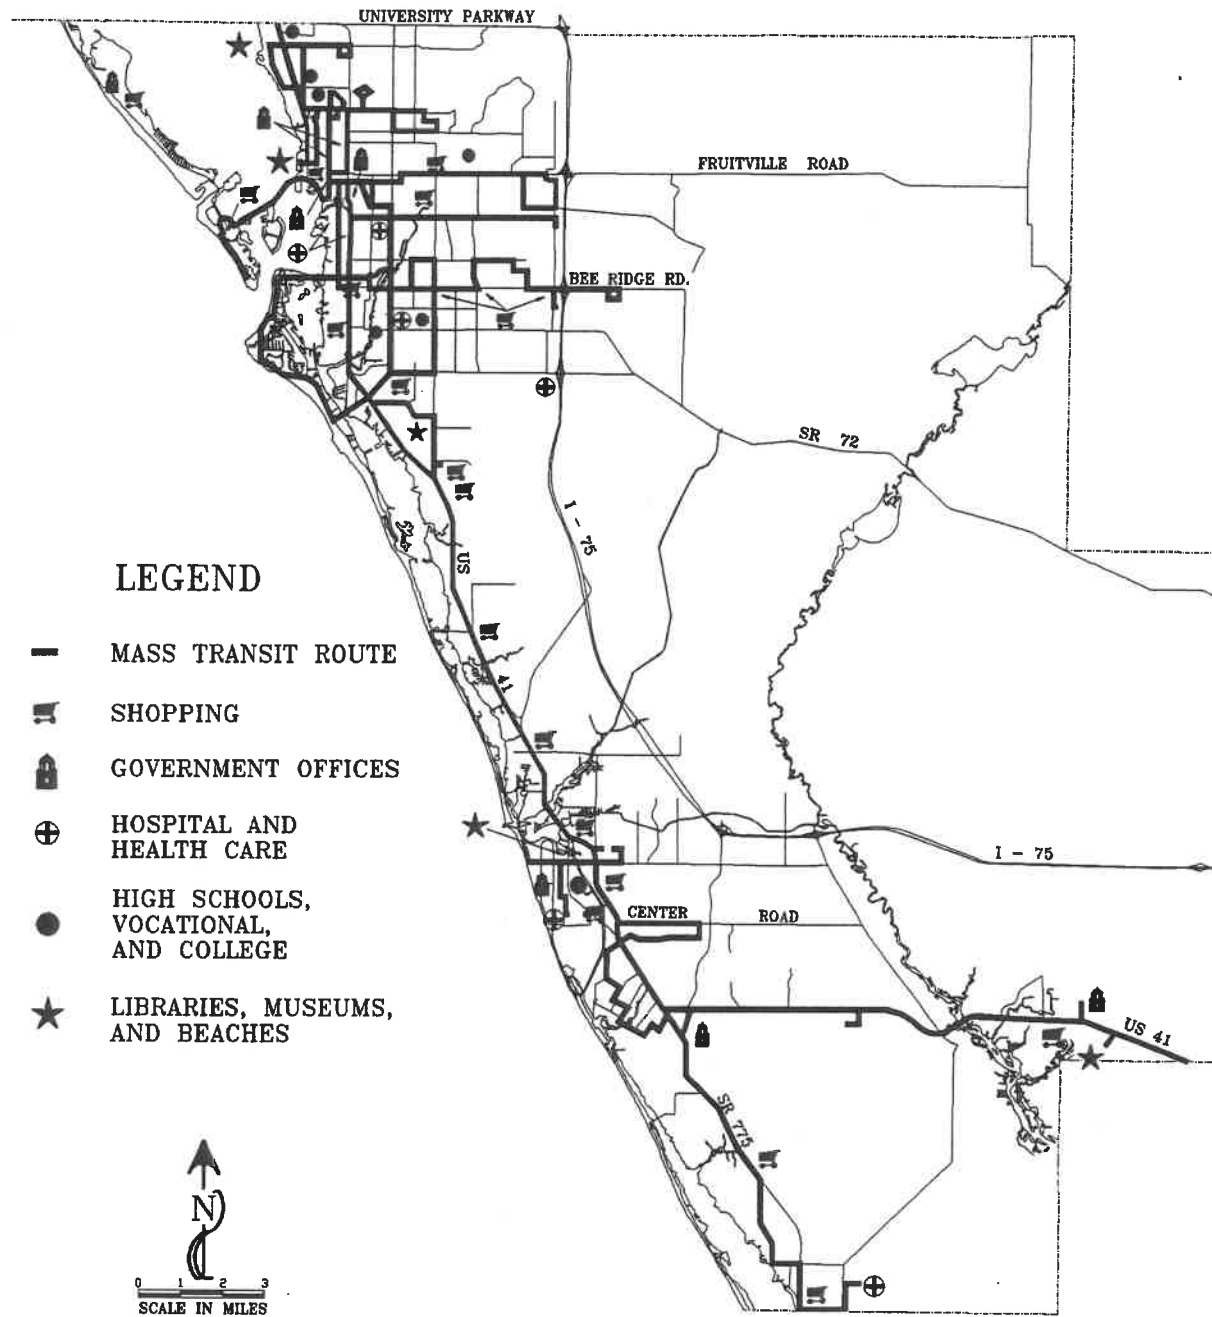 UNIVERSITY PARKWAY
FRUITVILLE ROAD
BEE RIDGE RD.
SR 72
I - 75
US
41
LEGEND
MASS TRANSIT ROUTE
SHOPPING
GOVERNMENT OFFICES
HOSPITAL AND
HEALTH CARE
HIGH SCHOOLS,
VOCATIONAL,
AND COLLEGE
LIBRARIES, MUSEUMS,
AND BEACHES
I - 75
CENTER ROAD
US 41
SR 775
N
0 1 2 3
SCALE IN MILES